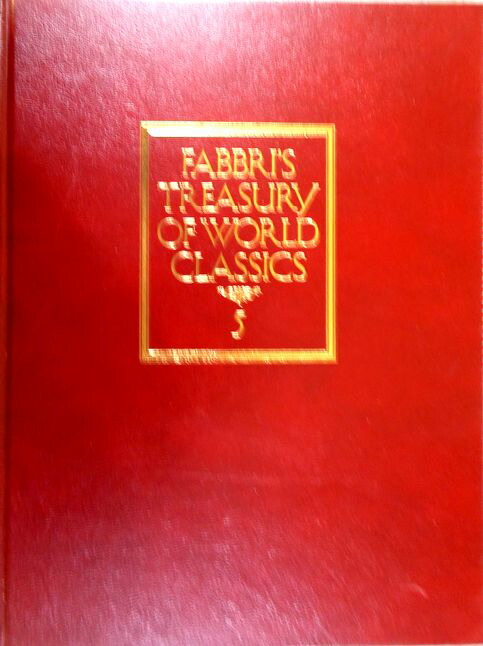 FABBRI'S
TREASURY
OF WORLD
CLASSICS
5